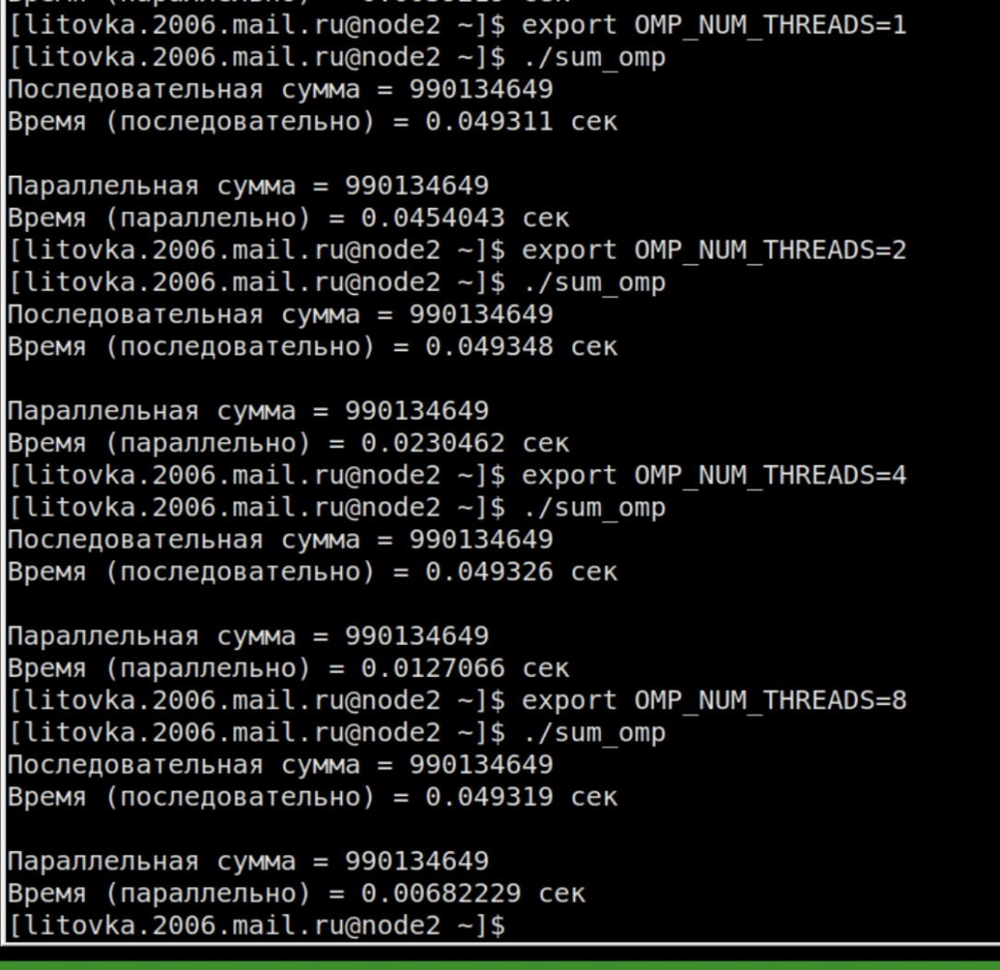 [litovka.2006.mail.ru@node2 ~]$ export OMP_NUM_THREADS=1
[litovka.2006.mail.ru@node2 ~]$ ./sum_omp
Последовательная сумма = 990134649
Время (последовательно) = 0.049311 сек
Параллельная сумма = 990134649
Время (параллельно) = 0.0454043 сек
[litovka.2006.mail.ru@node2 ~]$ export OMP_NUM_THREADS=2
[litovka.2006.mail.ru@node2 ~]$ ./sum_omp
Последовательная сумма = 990134649
Время (последовательно) = 0.049348 сек
Параллельная сумма = 990134649
Время (параллельно) = 0.0230462 сек
[litovka.2006.mail.ru@node2 ~]$ export OMP_NUM_THREADS=4
[litovka.2006.mail.ru@node2 ~]$ ./sum_omp
Последовательная сумма = 990134649
Время (последовательно) = 0.049326 сек
Параллельная сумма = 990134649
Время (параллельно) = 0.0127066 сек
[litovka.2006.mail.ru@node2 ~]$ export OMP_NUM_THREADS=8
[litovka.2006.mail.ru@node2 ~]$ ./sum_omp
Последовательная сумма = 990134649
Время (последовательно) = 0.049319 сек
Параллельная сумма = 990134649
Время (параллельно) = 0.00682229 сек
[litovka.2006.mail.ru@node2 ~]$